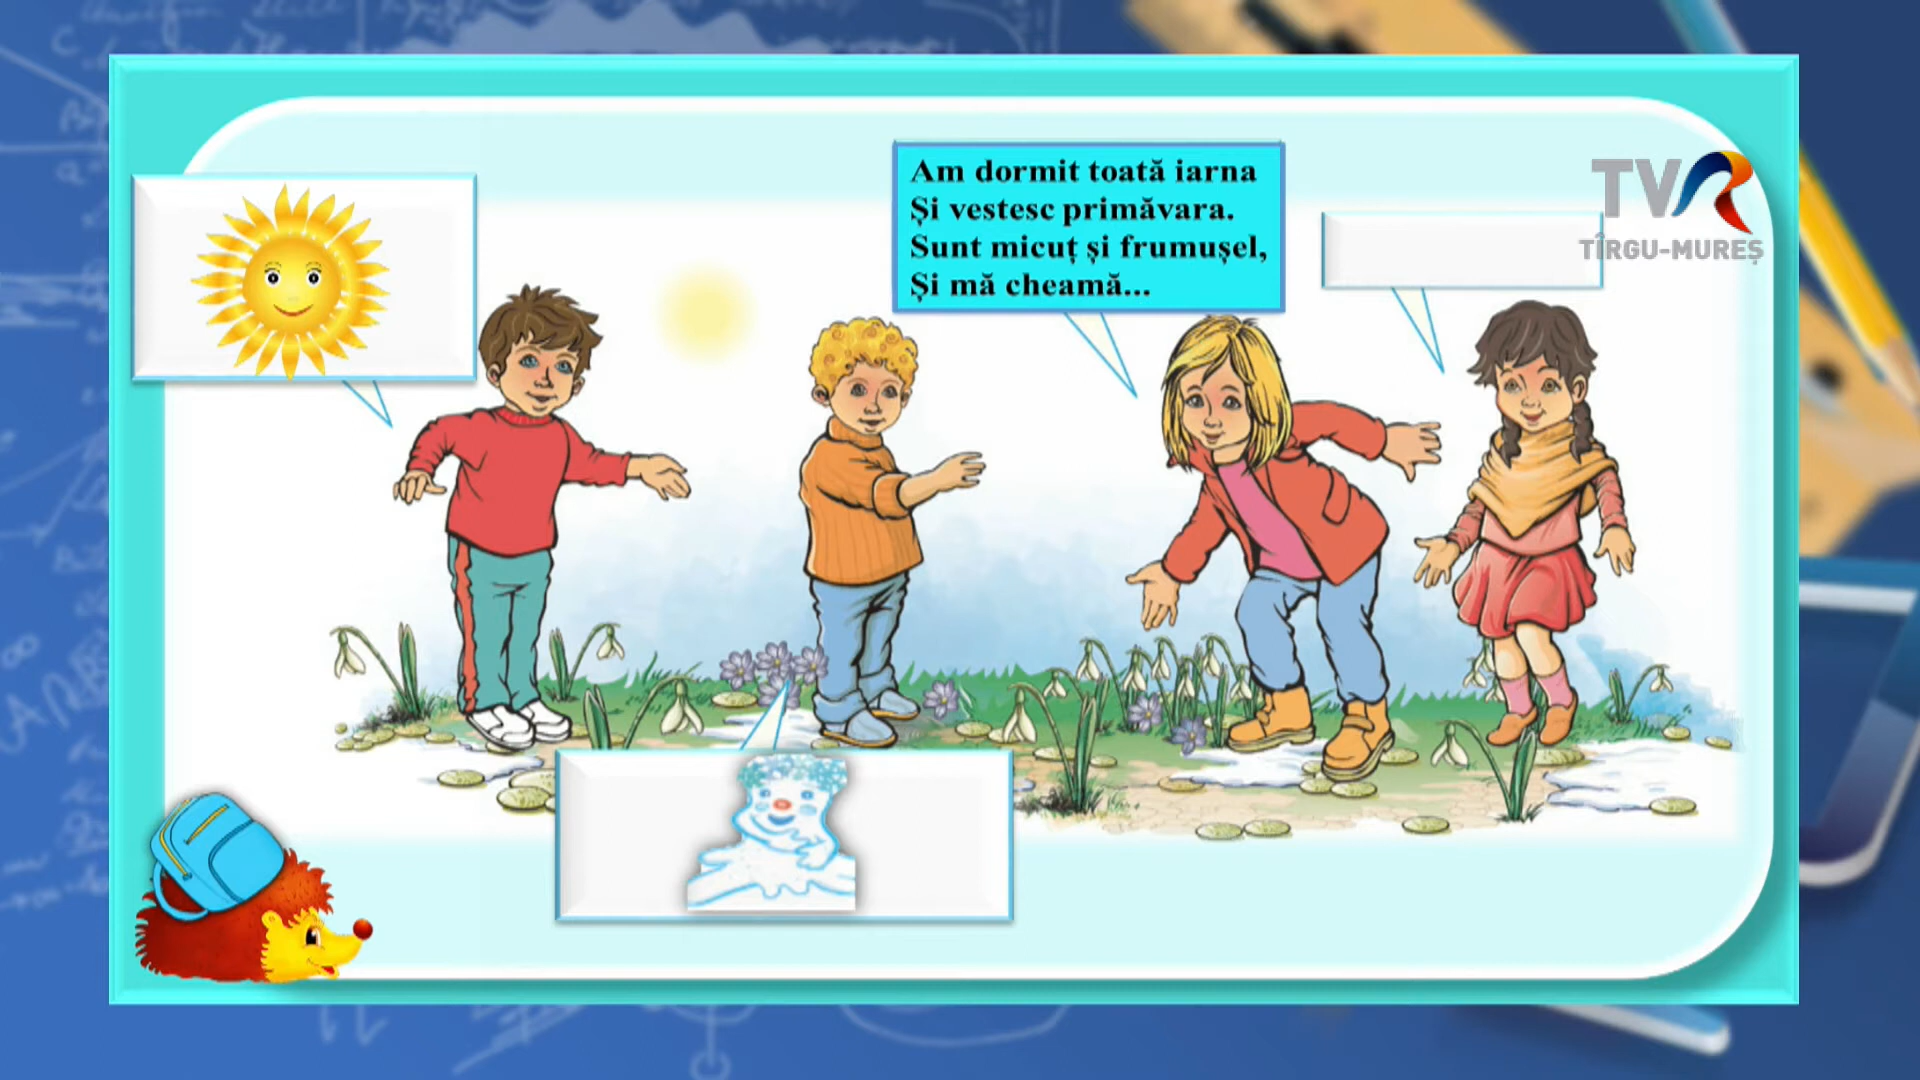 Am dormit toată iarna
Și vestesc primăvara.
Sunt micuț și frumușel,
Și mă cheamă...
TVR
TÎRGU-MUREȘ